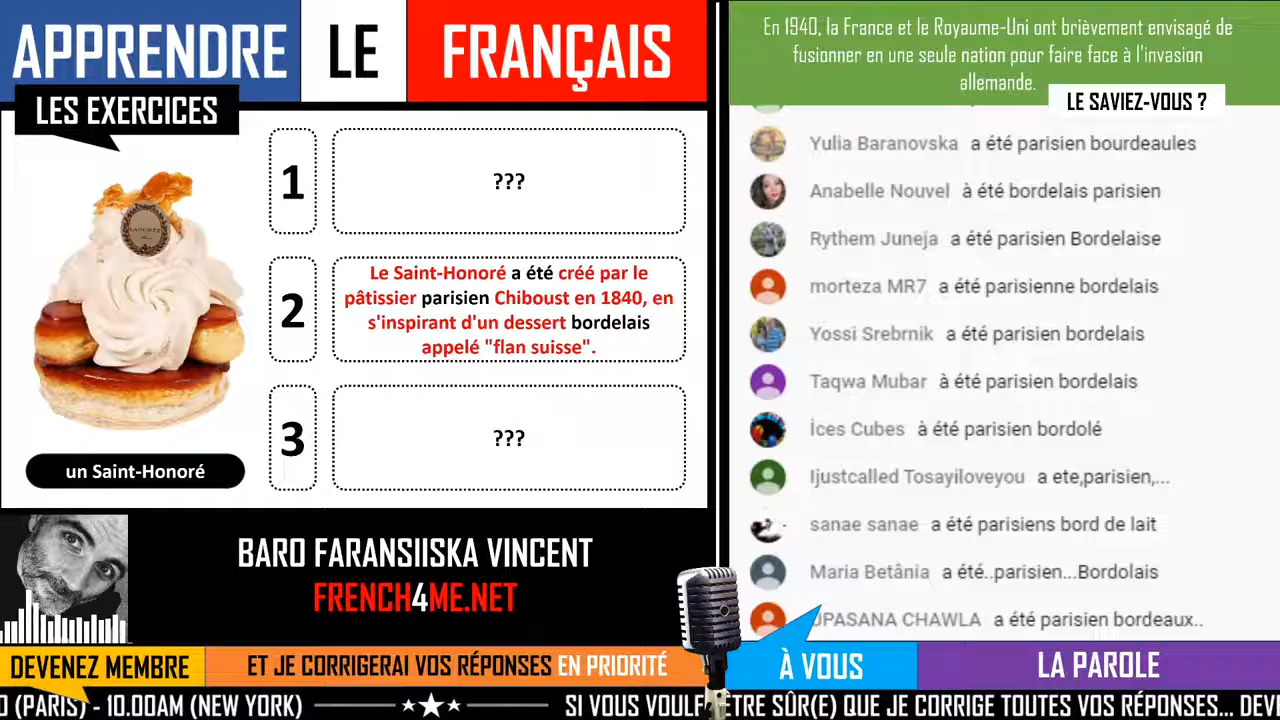 APPRENDRE LE FRANÇAIS
LES EXERCICES
1
???
2
Le Saint-Honoré a été créé par le
pâtissier parisien Chiboust en 1840, en
s'inspirant d'un dessert bordelais
appelé "flan suisse".
3
???
un Saint-Honoré
En 1940, la France et le Royaume-Uni ont brièvement envisagé de
fusionner en une seule nation pour faire face à l'invasion
allemande.
LE SAVIEZ-VOUS ?
Yulia Baranovska a été parisien bourdeaules
Anabelle Nouvel à été bordelais parisien
Rythem Juneja a été parisien Bordelaise
morteza MR7 a été parisienne bordelais
Yossi Srebrnik a été parisien bordelais
Taqwa Mubar à été parisien bordelais
İces Cubes à été parisien bordolé
Ijustcalled Tosayiloveyou a ete,parisien,...
sanae sanae a été parisiens bord de lait
Maria Betânia a été..parisien...Bordolais
UPASANA CHAWLA a été parisien bordeaux..
BARO FARANSIISKA VINCENT
FRENCH4ME.NET
DEVENEZ MEMBRE
ET JE CORRIGERAI VOS RÉPONSES EN PRIORITÉ
À VOUS
LA PAROLE
0 (PARIS) - 10.00AM (NEW YORK) SI VOUS VOULE ÊTRE SÛR(E) QUE JE CORRIGE TOUTES VOS RÉPONSES... DEV